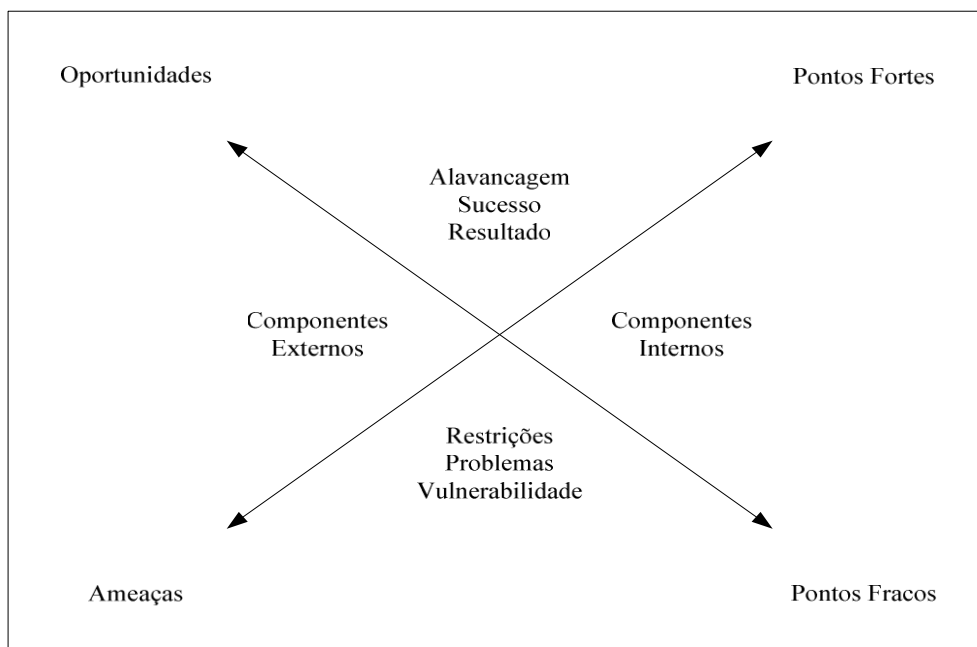 Oportunidades
Pontos Fortes
Alavancagem
Sucesso
Resultado
Componentes
Externos
Componentes
Internos
Restrições
Problemas
Vulnerabilidade
Ameaças
Pontos Fracos